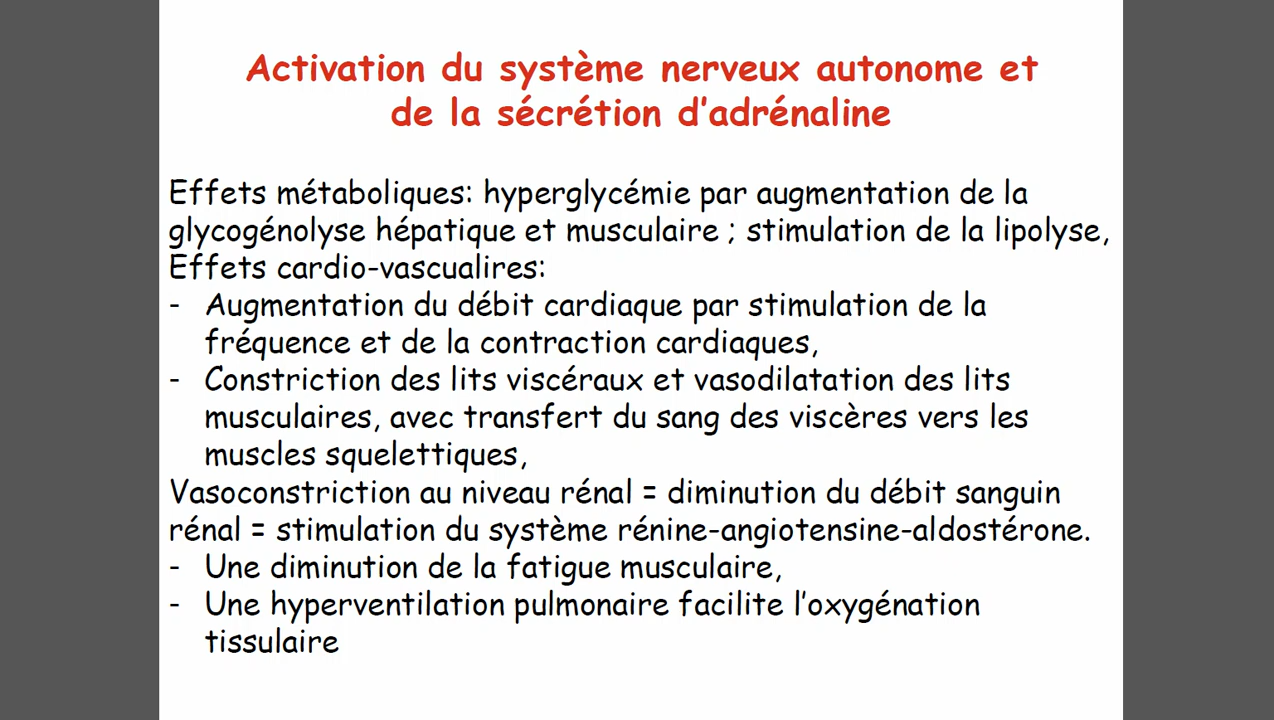 Activation du système nerveux autonome et
de la sécrétion d’adrénaline
Effets métaboliques: hyperglycémie par augmentation de la
glycogénolyse hépatique et musculaire ; stimulation de la lipolyse,
Effets cardio-vascualires:
- Augmentation du débit cardiaque par stimulation de la
fréquence et de la contraction cardiaques,
- Constriction des lits viscéraux et vasodilatation des lits
musculaires, avec transfert du sang des viscères vers les
muscles squelettiques,
Vasoconstriction au niveau rénal = diminution du débit sanguin
rénal = stimulation du système rénine-angiotensine-aldostérone.
- Une diminution de la fatigue musculaire,
- Une hyperventilation pulmonaire facilite l’oxygénation
tissulaire